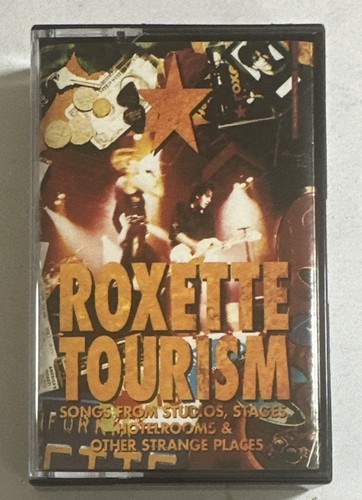 ROXETTE
TOURISM
SONGS FROM STUDIOS, STAGES,
HOTELROOMS &
OTHER STRANGE PLACES